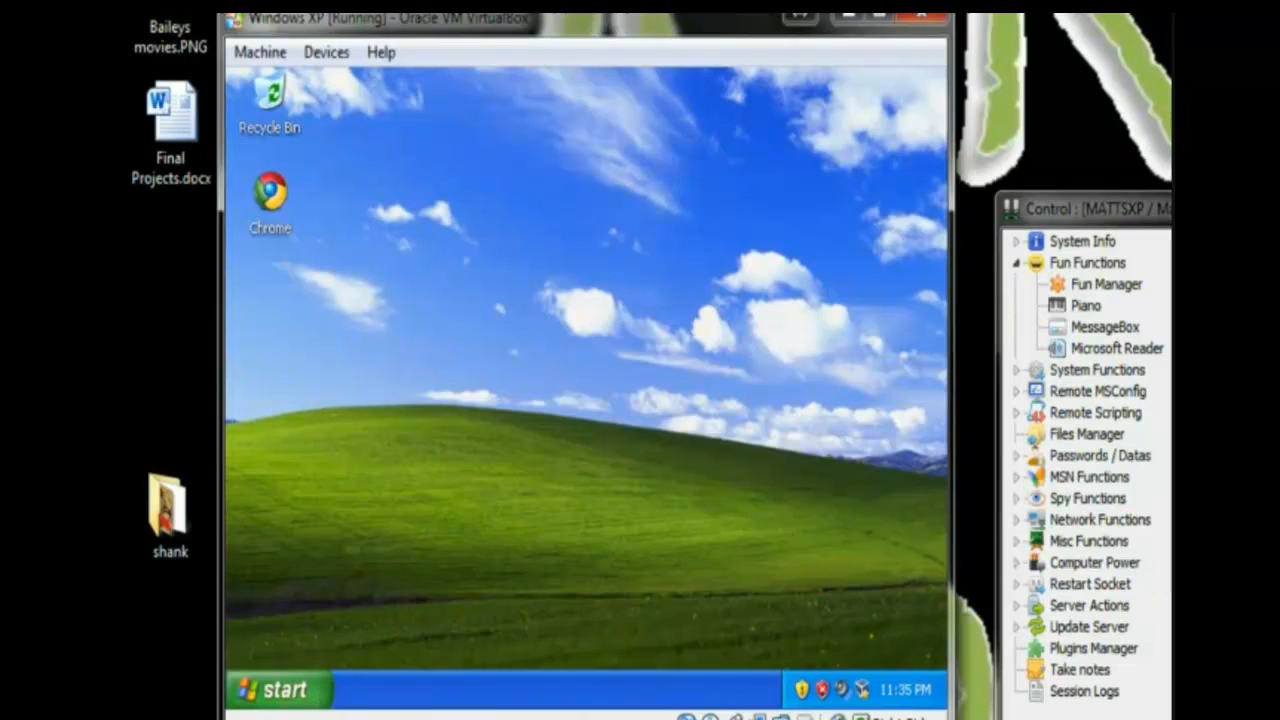 Baileys
movies.PNG
Final
Projects.docx
shank
Windows XP [Running] - Oracle VM VirtualBox
Machine Devices Help
Recycle Bin
Chrome
start
11:35 PM
Control : [MATTSXP /
System Info
Fun Functions
Fun Manager
Piano
MessageBox
Microsoft Reader
System Functions
Remote MSConfig
Remote Scripting
Files Manager
Passwords / Datas
MSN Functions
Spy Functions
Network Functions
Misc Functions
Computer Power
Restart Socket
Server Actions
Update Server
Plugins Manager
Take notes
Session Logs